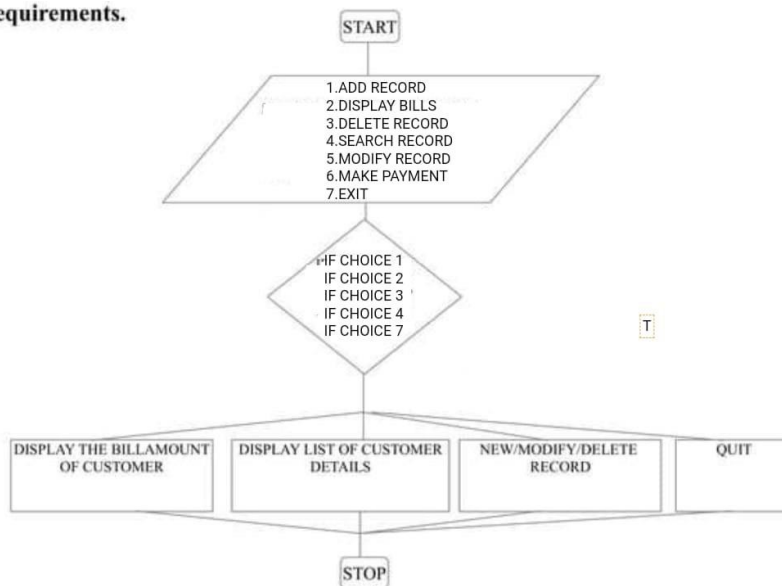 equirements.
START
1.ADD RECORD
2.DISPLAY BILLS
3.DELETE RECORD
4.SEARCH RECORD
5.MODIFY RECORD
6.MAKE PAYMENT
7.EXIT
IF CHOICE 1
IF CHOICE 2
IF CHOICE 3
IF CHOICE 4
IF CHOICE 7
T
DISPLAY THE BILLAMOUNT
OF CUSTOMER
DISPLAY LIST OF CUSTOMER
DETAILS
NEW/MODIFY/DELETE
RECORD
QUIT
STOP